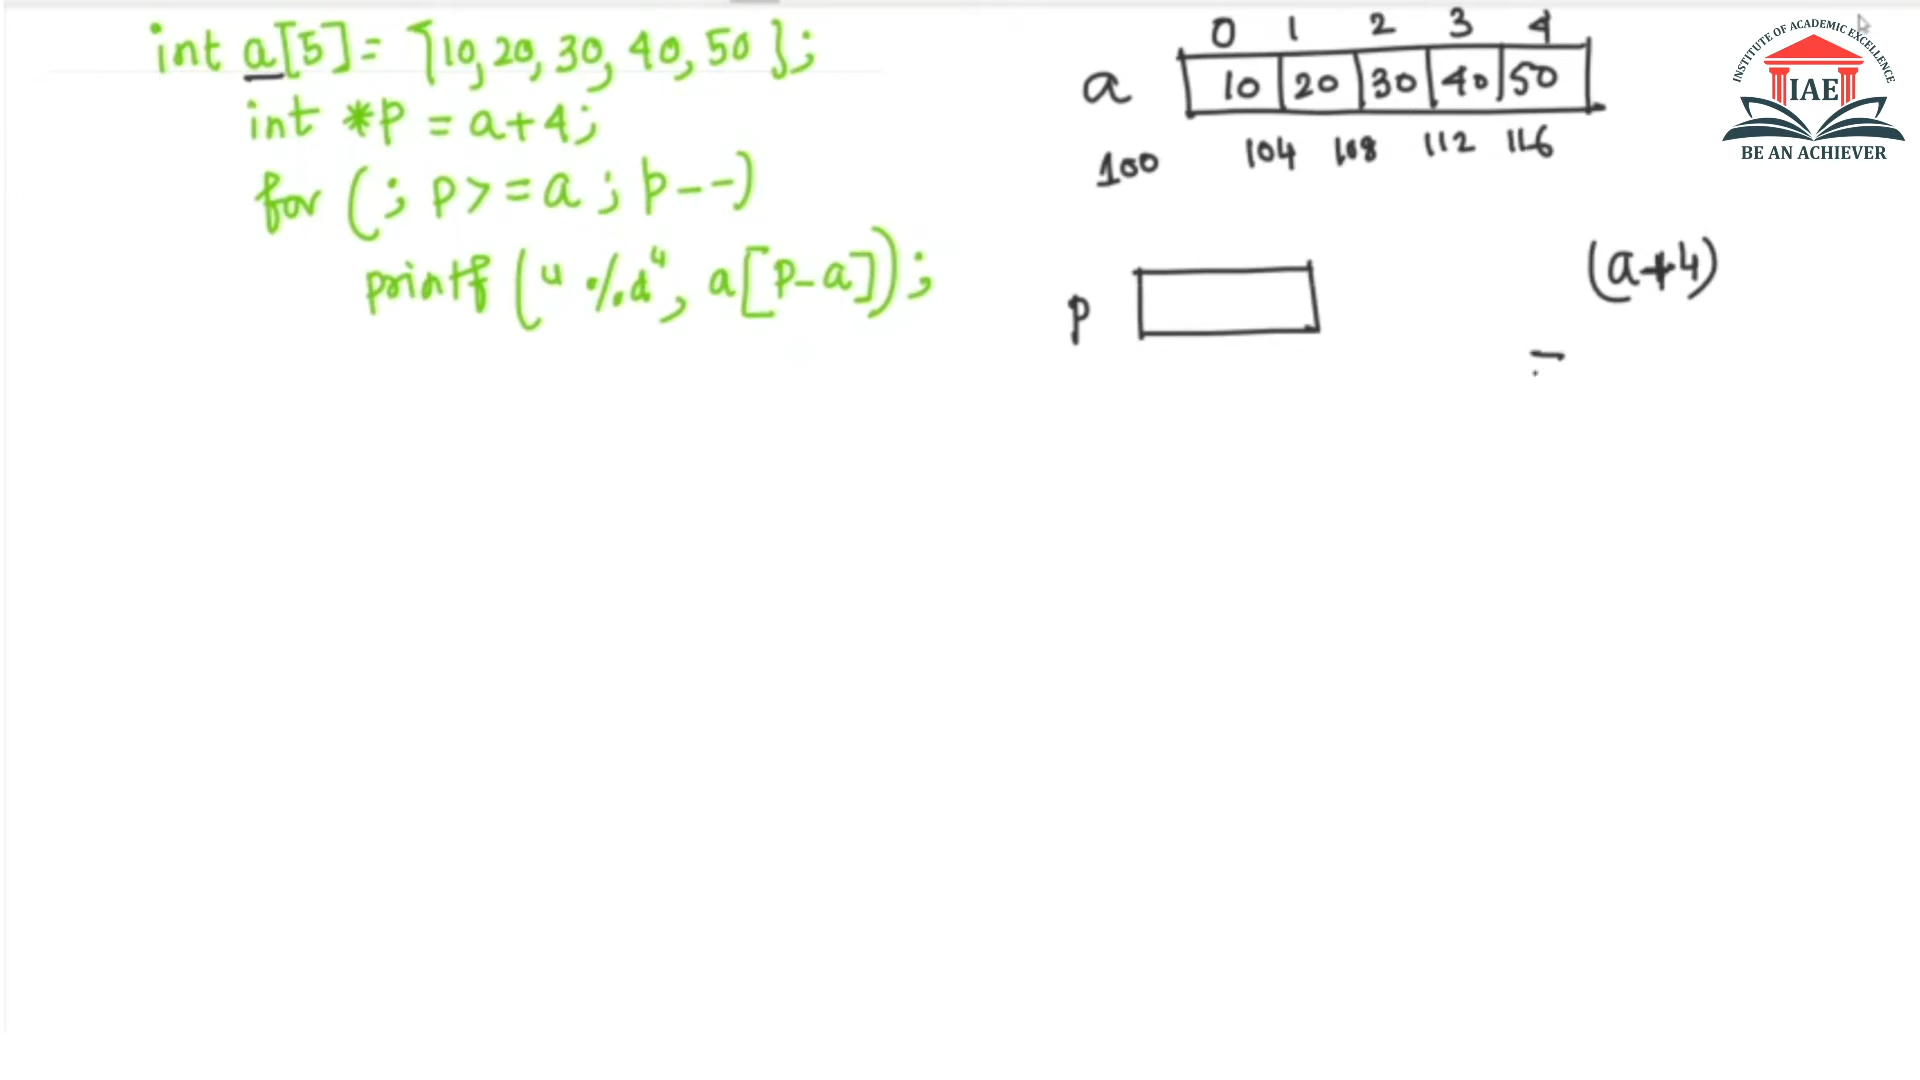 int a[5] = {10, 20, 30, 40, 50};
int *p = a+4;
for (; p>=a; p--)
printf("%d", a[p-a]);
0 1 2 3 4
a 10 20 30 40 50
100 104 108 112 116
p
(a+4)
=
INSTITUTE OF ACADEMIC EXCELLENCE
IAE
BE AN ACHIEVER